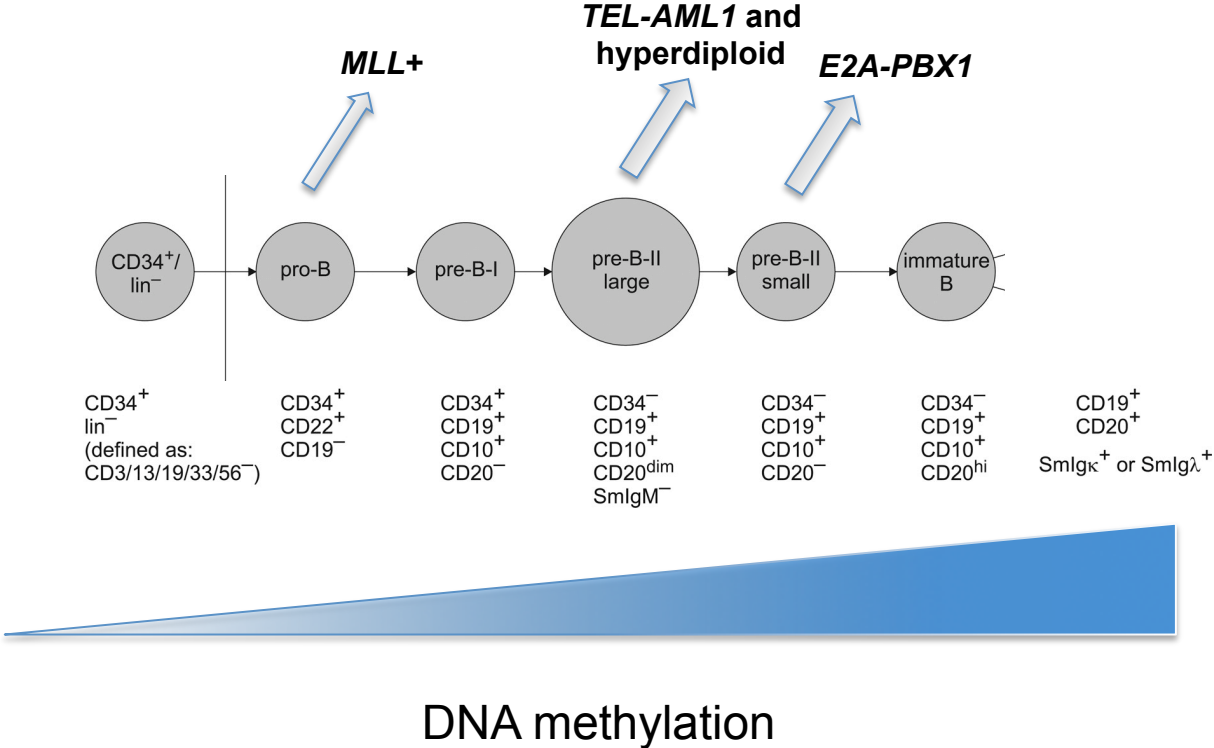 TEL-AML1 and
hyperdiploid
MLL+
E2A-PBX1
CD34⁺/
lin⁻
pro-B
pre-B-I
pre-B-II
large
pre-B-II
small
immature
B
CD34⁺
lin⁻
(defined as:
CD3/13/19/33/56⁻)
CD34⁺
CD22⁺
CD19⁻
CD34⁺
CD19⁺
CD10⁺
CD20⁻
CD34⁻
CD19⁺
CD10⁺
CD20ᵈⁱᵐ
SmIgM⁻
CD34⁻
CD19⁺
CD10⁺
CD20⁻
CD34⁻
CD19⁺
CD10⁺
CD20ʰⁱ
CD19⁺
CD20⁺
SmIgκ⁺ or SmIgλ⁺
DNA methylation